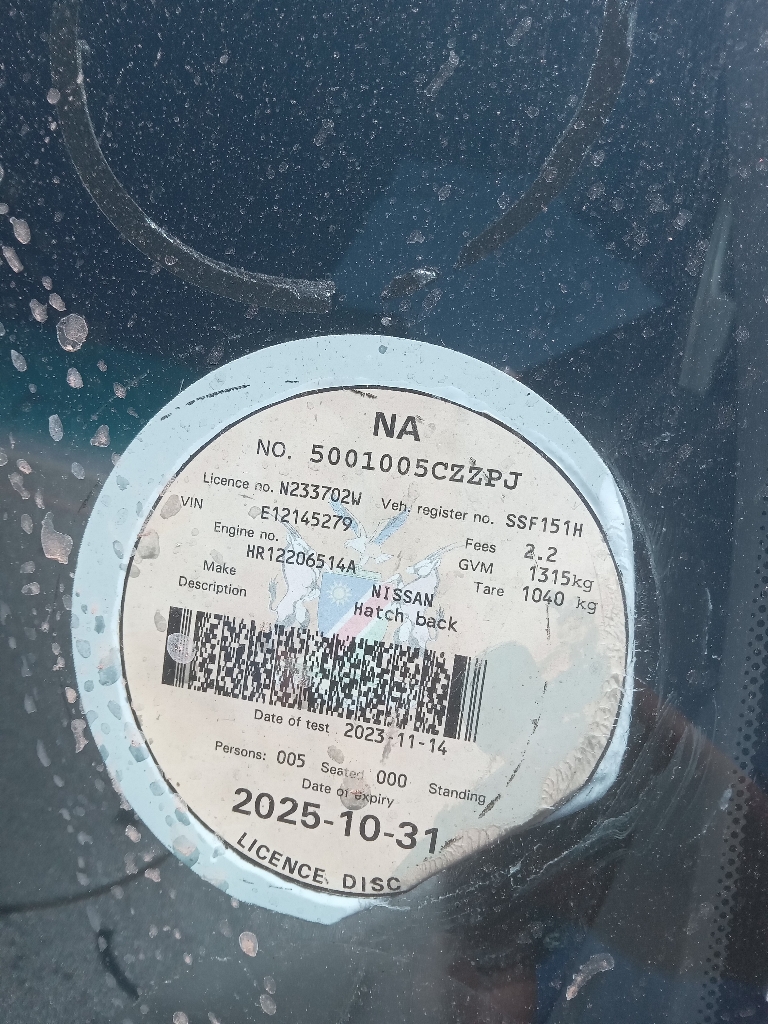 NA
NO. 5001005CZZPJ
Licence no. N233702W Veh. register no. SSF151H
VIN E12145279 Fees 2.2
Engine no. HR12206514A GVM 1315kg
Make NISSAN Tare 1040 kg
Description Hatch back
Date of test 2023-11-14
Persons: 005 Seated 000 Standing
Date of expiry
2025-10-31
LICENCE DISC